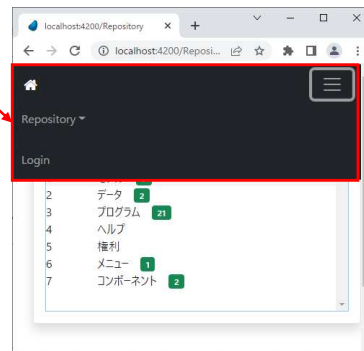 localhost:4200/Repository
localhost:4200/Reposi...
Repository
Login
2 データ 2
3 プログラム 21
4 ヘルプ
5 権利
6 メニュー 1
7 コンポーネント 2